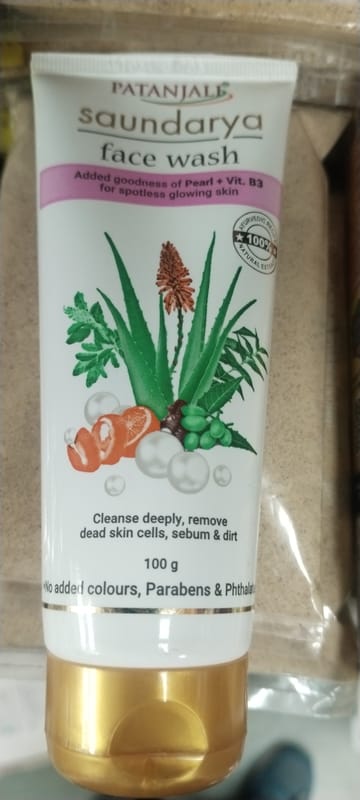 PATANJALI
saundarya
face wash
Added goodness of Pearl + Vit. B3
for spotless glowing skin
100%
Cleanse deeply, remove
dead skin cells, sebum & dirt
100 g
No added colours, Parabens &